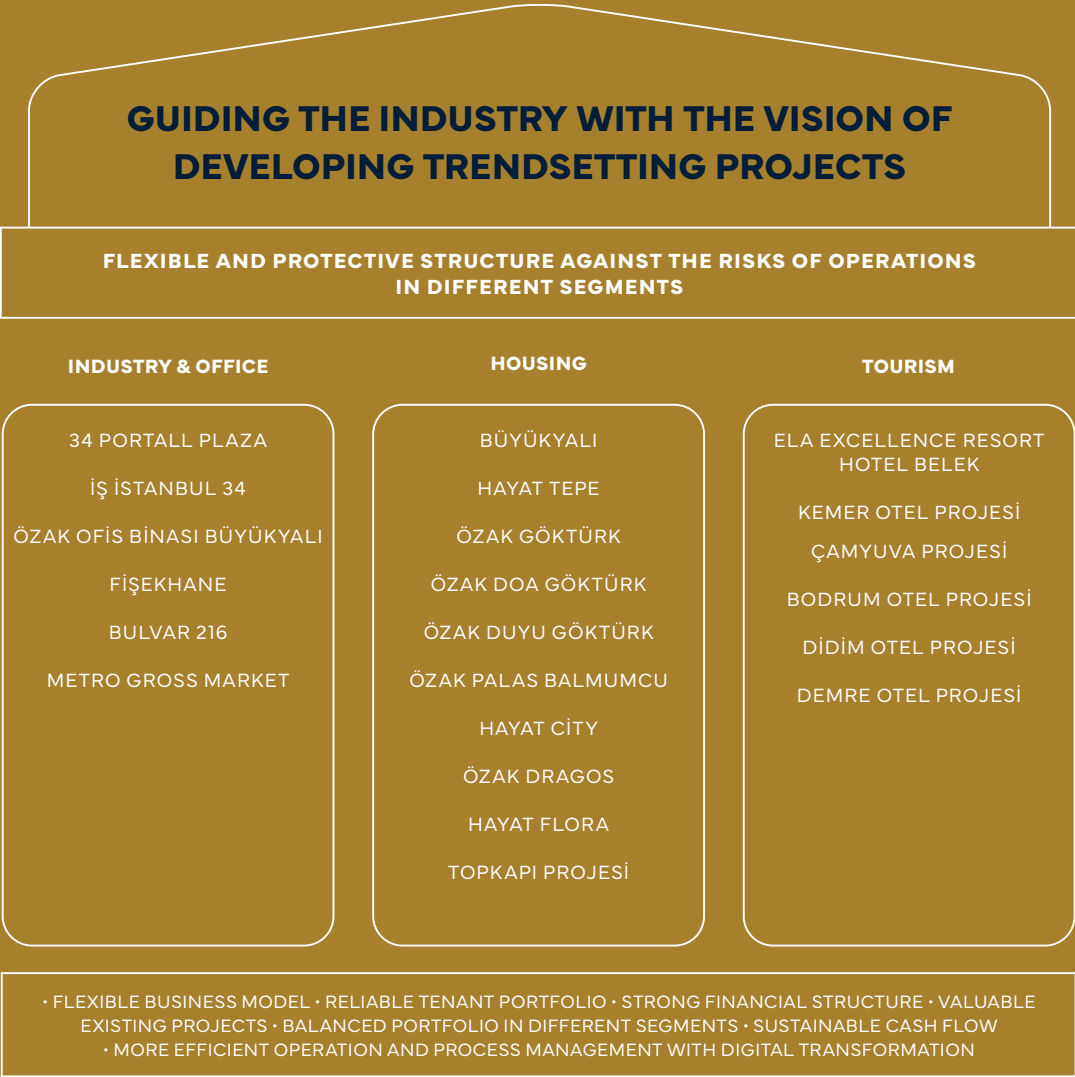 GUIDING THE INDUSTRY WITH THE VISION OF
DEVELOPING TRENDSETTING PROJECTS
FLEXIBLE AND PROTECTIVE STRUCTURE AGAINST THE RISKS OF OPERATIONS
IN DIFFERENT SEGMENTS
INDUSTRY & OFFICE
34 PORTALL PLAZA
İŞ İSTANBUL 34
ÖZAK OFİS BİNASI BÜYÜKYALI
FİŞEKHANE
BULVAR 216
METRO GROSS MARKET
HOUSING
BÜYÜKYALI
HAYAT TEPE
ÖZAK GÖKTÜRK
ÖZAK DOA GÖKTÜRK
ÖZAK DUYU GÖKTÜRK
ÖZAK PALAS BALMUMCU
HAYAT CİTY
ÖZAK DRAGOS
HAYAT FLORA
TOPKAPI PROJESİ
TOURISM
ELA EXCELLENCE RESORT
HOTEL BELEK
KEMER OTEL PROJESİ
ÇAMYUVA PROJESİ
BODRUM OTEL PROJESİ
DİDİM OTEL PROJESİ
DEMRE OTEL PROJESİ
• FLEXIBLE BUSINESS MODEL • RELIABLE TENANT PORTFOLIO • STRONG FINANCIAL STRUCTURE • VALUABLE
EXISTING PROJECTS • BALANCED PORTFOLIO IN DIFFERENT SEGMENTS • SUSTAINABLE CASH FLOW
• MORE EFFICIENT OPERATION AND PROCESS MANAGEMENT WITH DIGITAL TRANSFORMATION